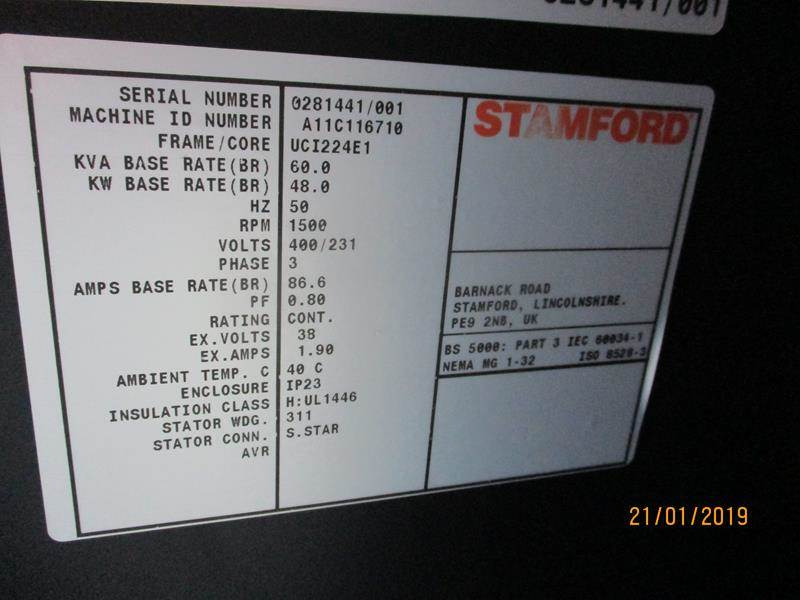 0281441/001
SERIAL NUMBER 0281441/001
MACHINE ID NUMBER A11C116710
FRAME/CORE UCI224E1
KVA BASE RATE(BR) 60.0
KW BASE RATE(BR) 48.0
HZ 50
RPM 1500
VOLTS 400/231
PHASE 3
AMPS BASE RATE(BR) 86.6
PF 0.80
RATING CONT.
EX.VOLTS 38
EX.AMPS 1.90
AMBIENT TEMP. C 40 C
ENCLOSURE IP23
INSULATION CLASS H:UL1446
STATOR WDG. 311
STATOR CONN. S.STAR
AVR
STAMFORD
BARNACK ROAD
STAMFORD, LINCOLNSHIRE.
PE9 2NB, UK
BS 5000: PART 3 IEC 60034-1
NEMA MG 1-32 ISO 8528-3
21/01/2019